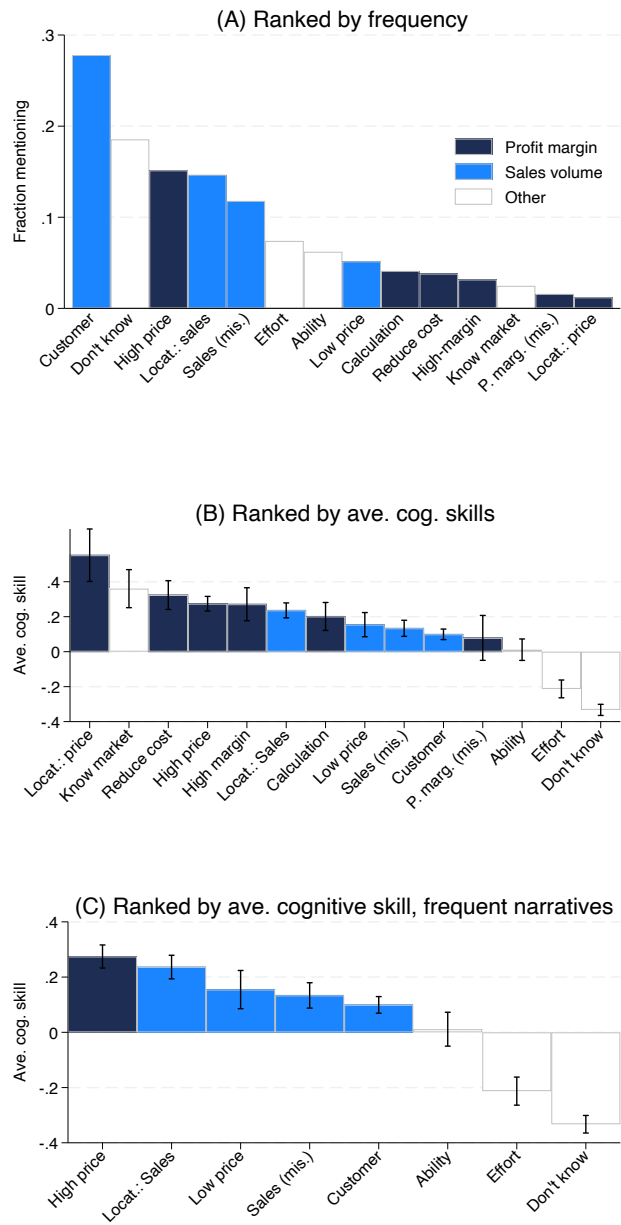 (A) Ranked by frequency
.3
.2
.1
0
Fraction mentioning
Profit margin
Sales volume
Other
Customer
Don't know
High price
Locat.: sales
Sales (mis.)
Effort
Ability
Low price
Calculation
Reduce cost
High-margin
Know market
P. marg. (mis.)
Locat.: price
(B) Ranked by ave. cog. skills
.4
.2
0
-.2
-.4
Ave. cog. skill
Locat.: price
Know market
Reduce cost
High price
High margin
Locat.: Sales
Calculation
Low price
Sales (mis.)
Customer
P. marg. (mis.)
Ability
Effort
Don't know
(C) Ranked by ave. cognitive skill, frequent narratives
.4
.2
0
-.2
-.4
Ave. cog. skill
High price
Locat.: Sales
Low price
Sales (mis.)
Customer
Ability
Effort
Don't know